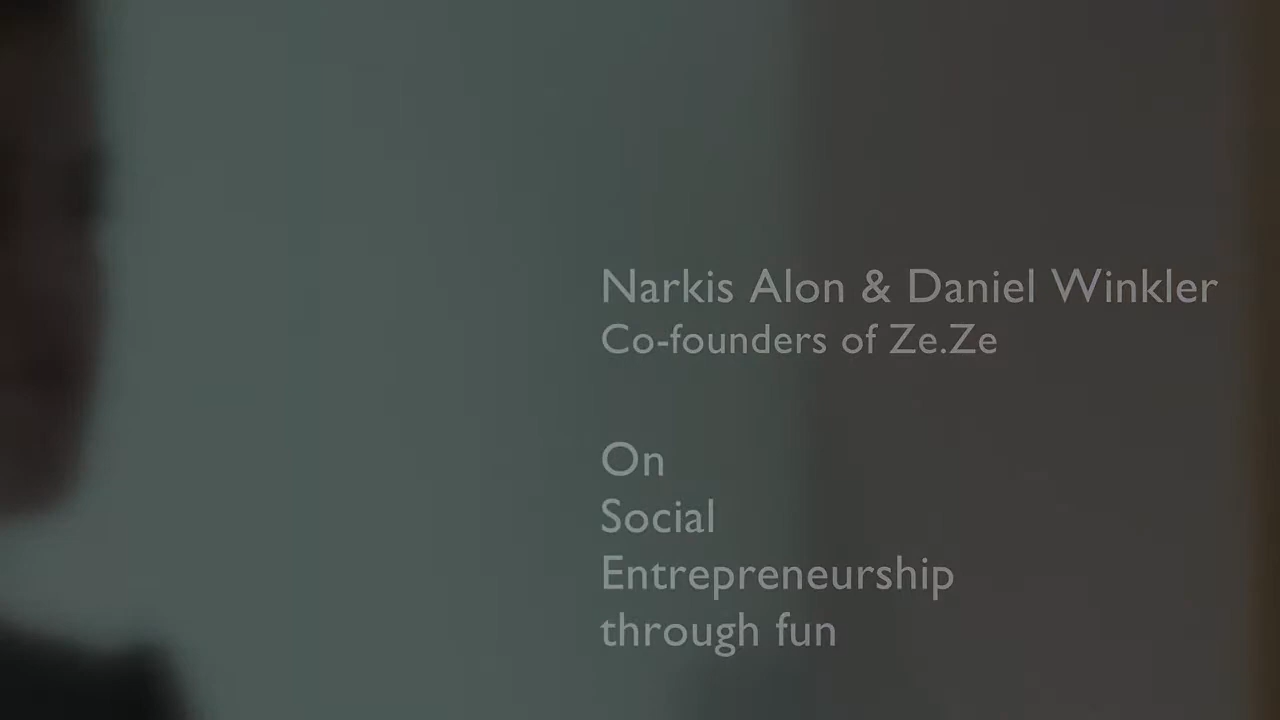 Narkis Alon & Daniel Winkler
Co-founders of Ze.Ze
On
Social
Entrepreneurship
through fun